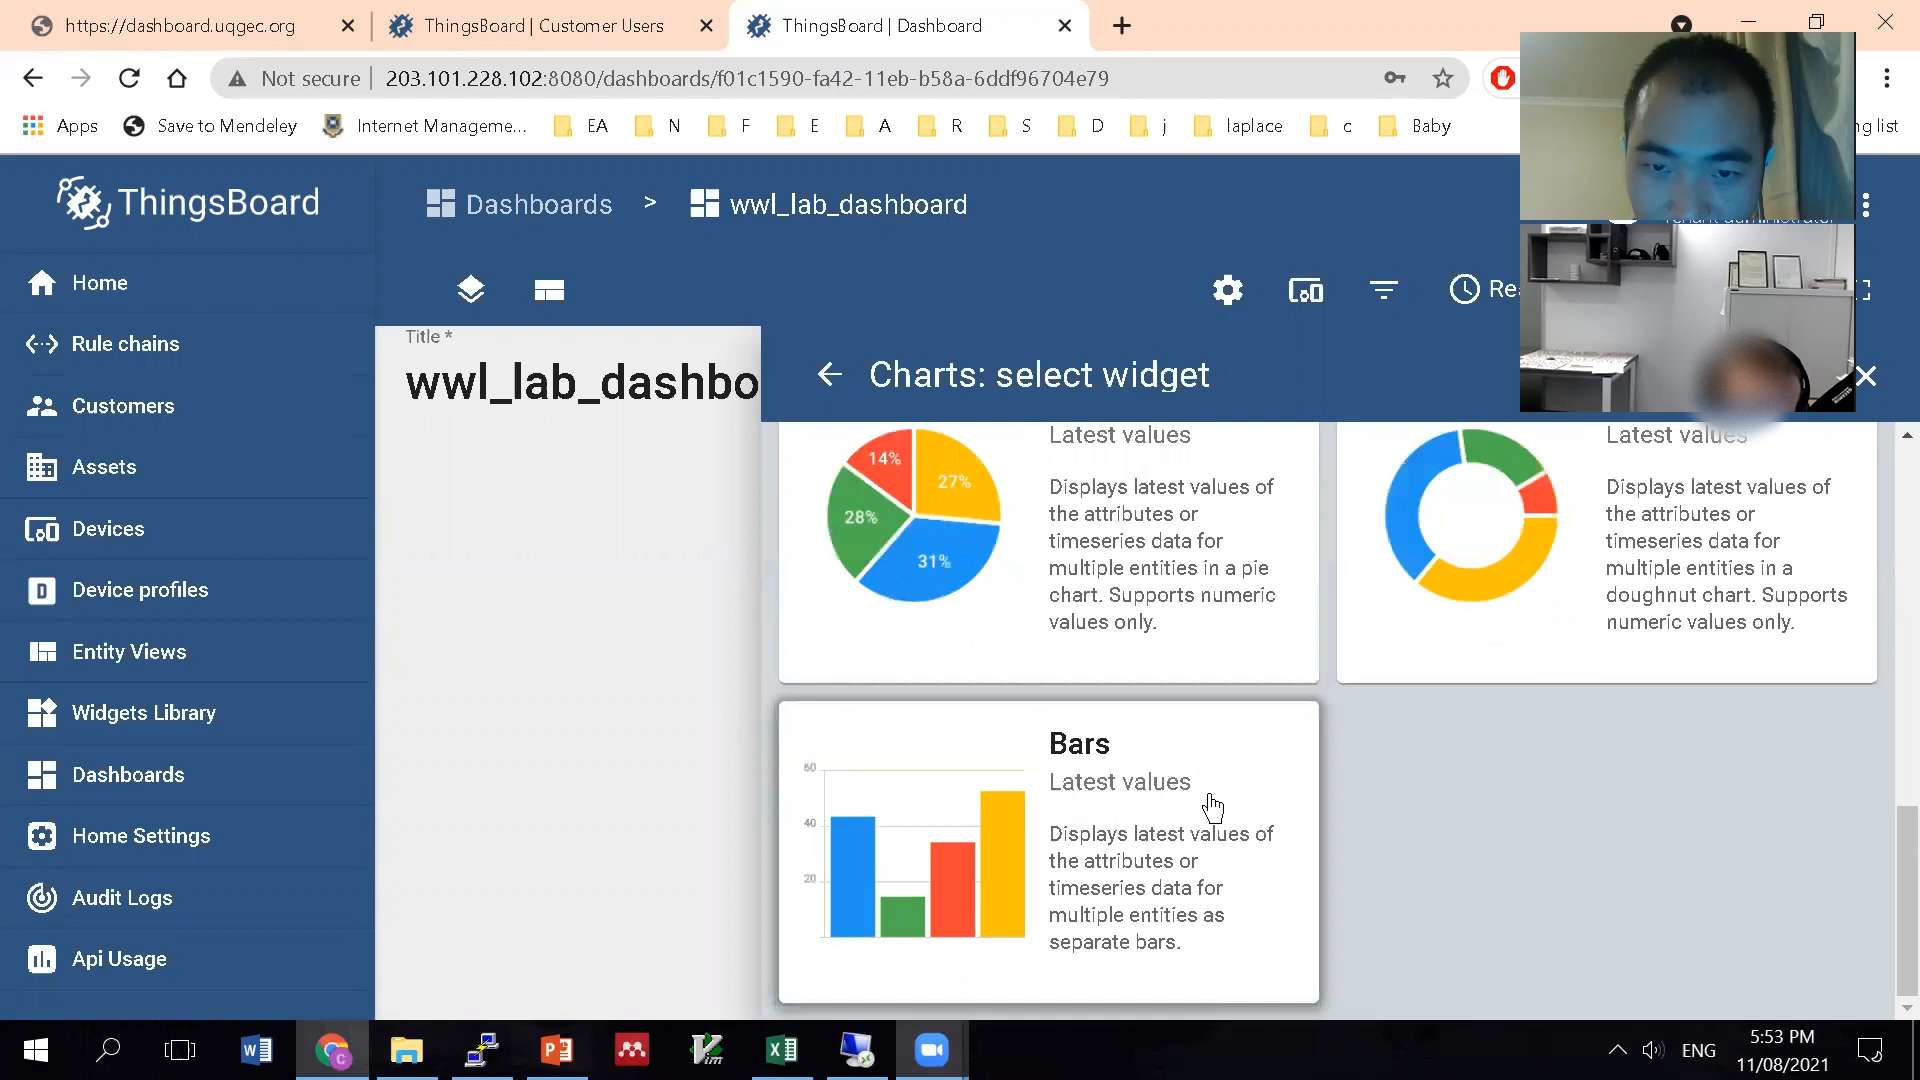 https://dashboard.uqgec.org
ThingsBoard | Customer Users
ThingsBoard | Dashboard
Not secure
203.101.228.102:8080/dashboards/f01c1590-fa42-11eb-b58a-6ddf96704e79
Apps
Save to Mendeley
Internet Manageme...
EA
N
F
E
A
R
S
D
j
laplace
c
Baby
ng list
ThingsBoard
Dashboards
>
wwl_lab_dashboard
Tenant administrator
Home
Rule chains
Customers
Assets
Devices
Device profiles
Entity Views
Widgets Library
Dashboards
Home Settings
Audit Logs
Api Usage
Rea
Title *
wwl_lab_dashbo
Charts: select widget
14%
27%
28%
31%
Latest values
Displays latest values of
the attributes or
timeseries data for
multiple entities in a pie
chart. Supports numeric
values only.
Latest values
Displays latest values of
the attributes or
timeseries data for
multiple entities in a
doughnut chart. Supports
numeric values only.
60
40
20
Bars
Latest values
Displays latest values of
the attributes or
timeseries data for
multiple entities as
separate bars.
ENG
5:53 PM
11/08/2021